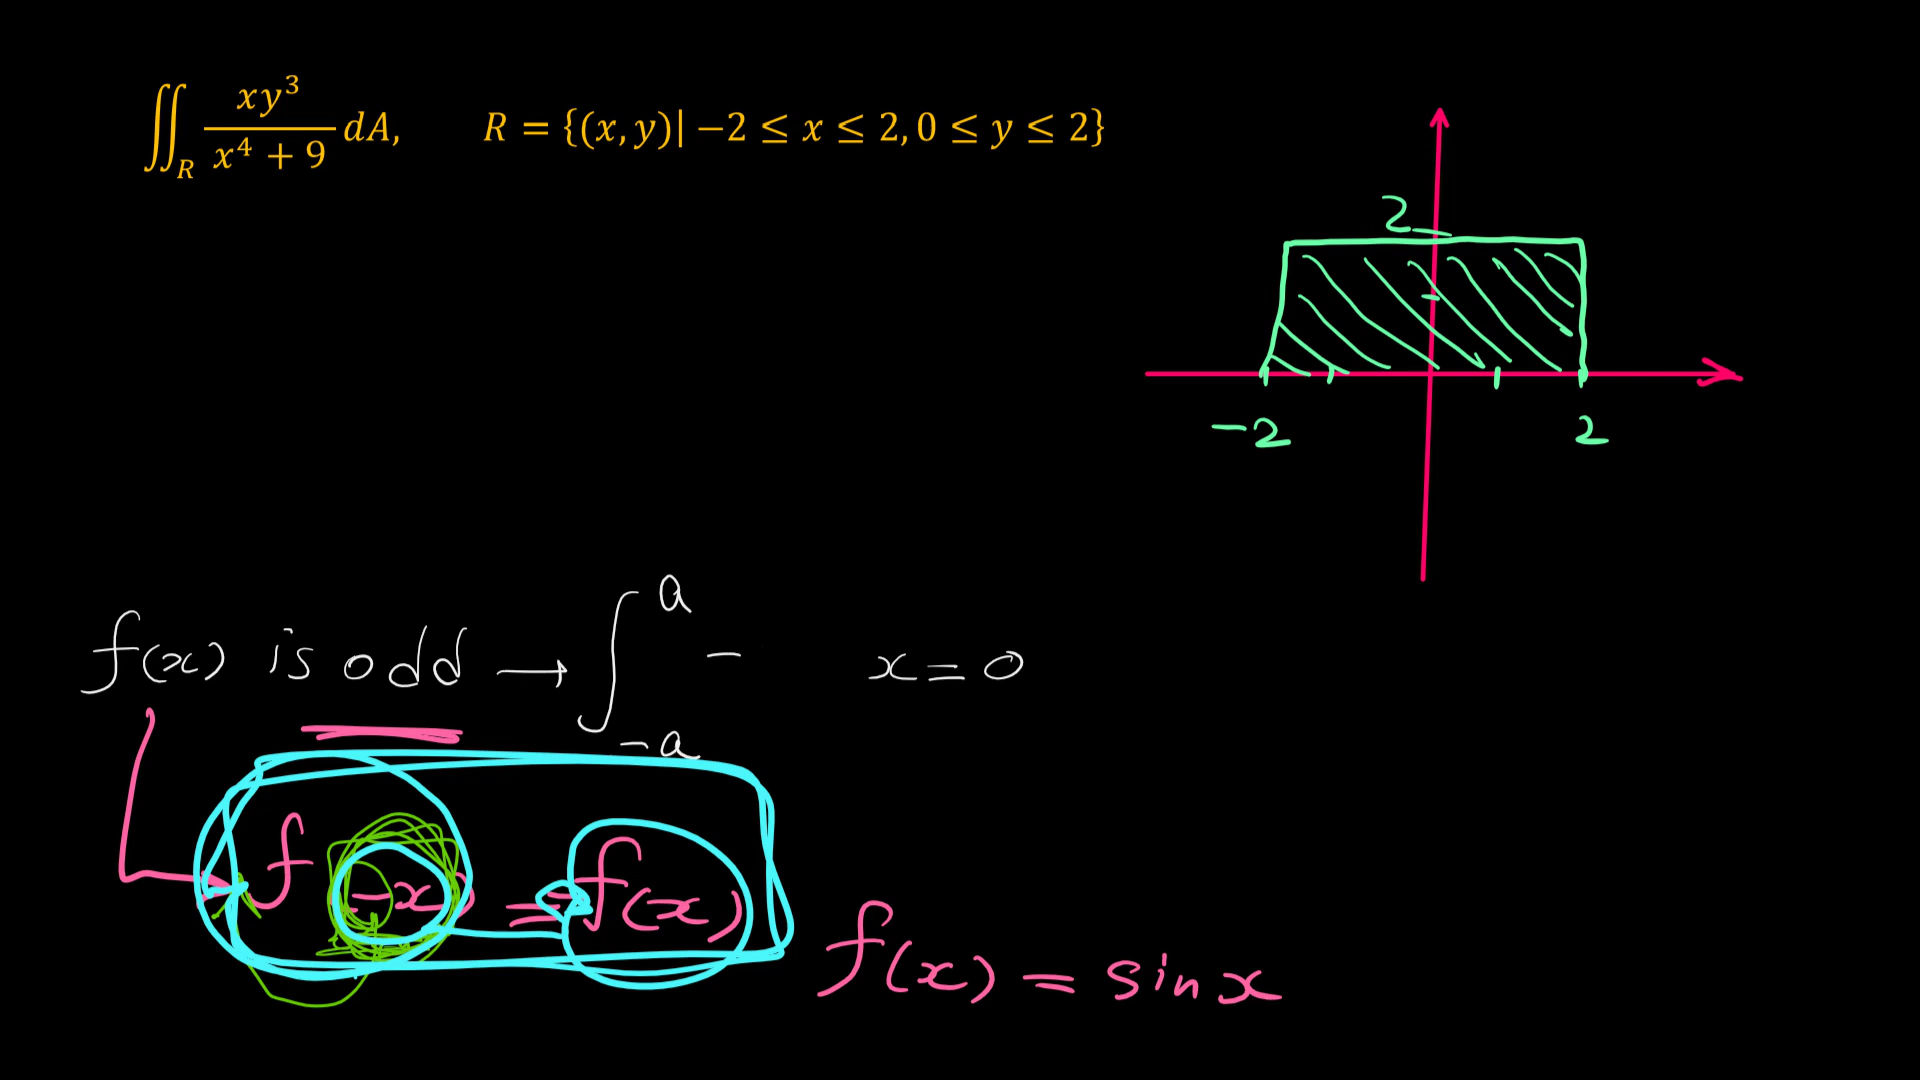 ∬_R xy³/(x⁴ + 9) dA, R = {(x, y)| −2 ≤ x ≤ 2, 0 ≤ y ≤ 2}
2
−2 2
f(x) is odd → ∫_{−a}^{a} − x = 0
f(−x) = −f(x)
f(x) = sin x